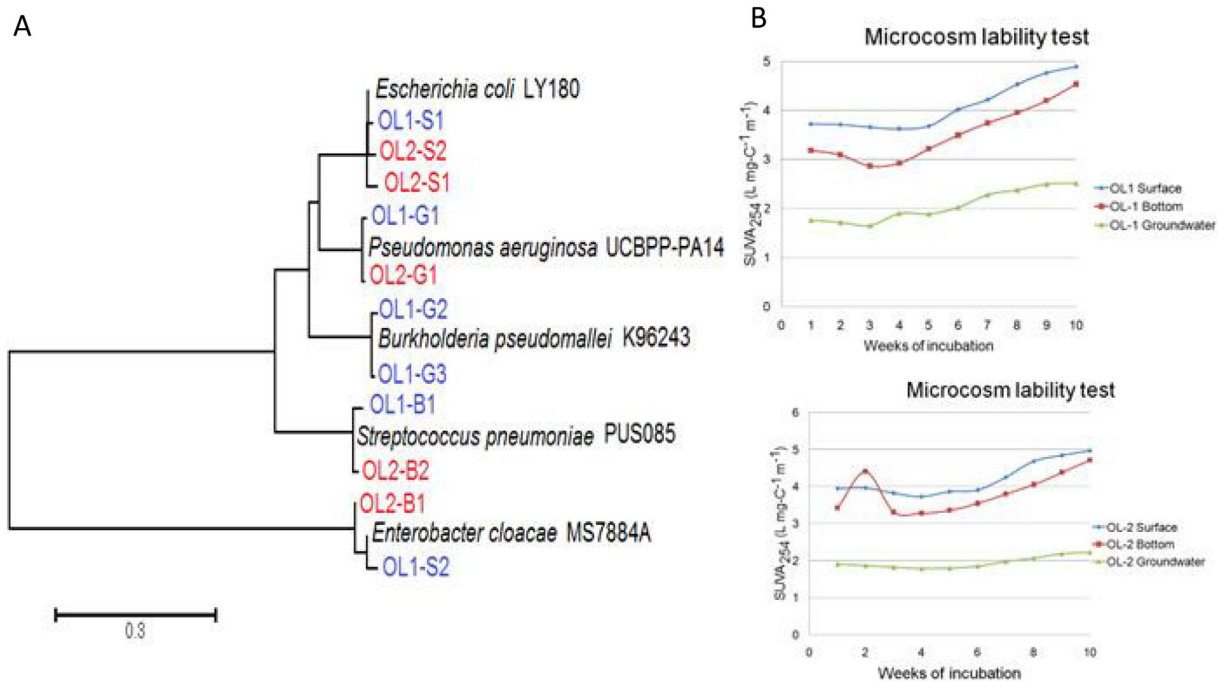 A
Escherichia coli LY180
OL1-S1
OL2-S2
OL2-S1
OL1-G1
Pseudomonas aeruginosa UCBPP-PA14
OL2-G1
OL1-G2
Burkholderia pseudomallei K96243
OL1-G3
OL1-B1
Streptococcus pneumoniae PUS085
OL2-B2
OL2-B1
Enterobacter cloacae MS7884A
OL1-S2
0.3
B
Microcosm lability test
SUVA254 (L mg-C-1 m-1)
5
4
3
2
1
0
0 1 2 3 4 5 6 7 8 9 10
Weeks of incubation
OL1 Surface
OL-1 Bottom
OL-1 Groundwater
Microcosm lability test
SUVA254 (L mg-C-1 m-1)
6
5
4
3
2
1
0
0 2 4 6 8 10
Weeks of incubation
OL-2 Surface
OL-2 Bottom
OL-2 Groundwater